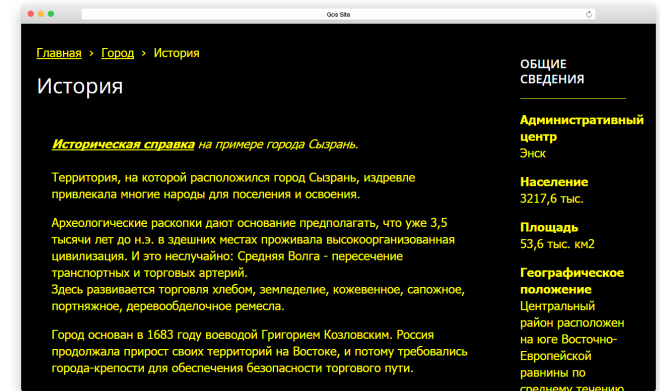 Gos Site
Главная › Город › История
История
Историческая справка на примере города Сызрань.
Территория, на которой расположился город Сызрань, издревле
привлекала многие народы для поселения и освоения.
Археологические раскопки дают основание предполагать, что уже 3,5
тысячи лет до н.э. в здешних местах проживала высокоорганизованная
цивилизация. И это неслучайно: Средняя Волга - пересечение
транспортных и торговых артерий.
Здесь развивается торговля хлебом, земледелие, кожевенное, сапожное,
портняжное, деревообделочное ремесла.
Город основан в 1683 году воеводой Григорием Козловским. Россия
продолжала прирост своих территорий на Востоке, и потому требовались
города-крепости для обеспечения безопасности торгового пути.
ОБЩИЕ
СВЕДЕНИЯ
Административный
центр
Энск
Население
3217,6 тыс.
Площадь
53,6 тыс. км2
Географическое
положение
Центральный
район расположен
на юге Восточно-
Европейской
равнины по
среднему течению